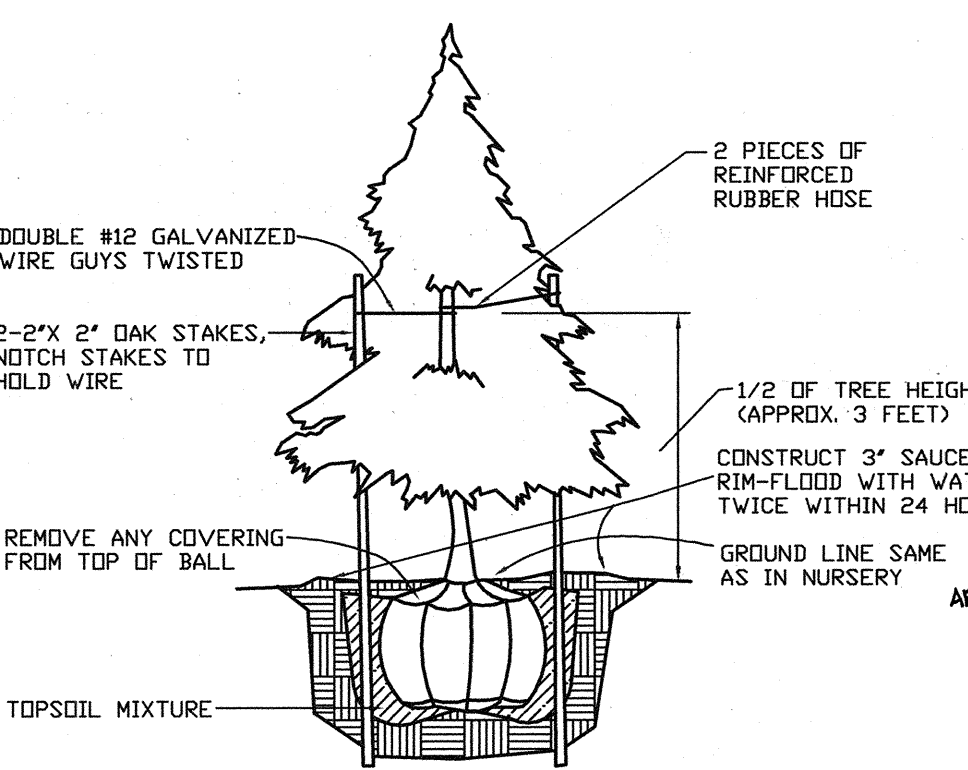 2 PIECES OF
REINFORCED
RUBBER HOSE
DOUBLE #12 GALVANIZED
WIRE GUYS TWISTED
2-2"X 2" OAK STAKES,
NOTCH STAKES TO
HOLD WIRE
1/2 OF TREE HEIGH
(APPROX. 3 FEET)
CONSTRUCT 3" SAUCE
RIM-FLOOD WITH WAT
TWICE WITHIN 24 HO
REMOVE ANY COVERING
FROM TOP OF BALL
GROUND LINE SAME
AS IN NURSERY
TOPSOIL MIXTURE